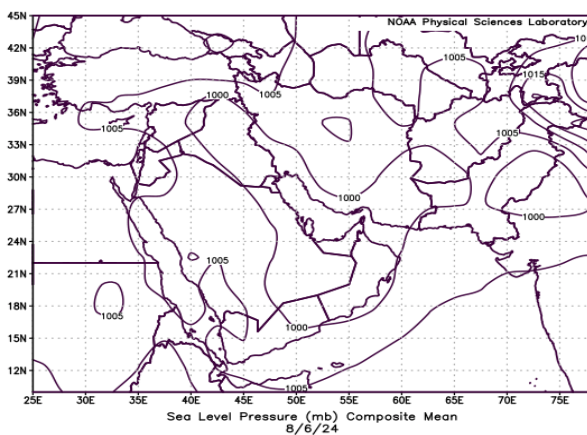 NOAA Physical Sciences Laboratory
45N
42N
39N
36N
33N
30N
27N
24N
21N
18N
15N
12N
1005
10
1015
1005
1000
1005
1005
1000
1000
1005
1005
1000
1005
25E 30E 35E 40E 45E 50E 55E 60E 65E 70E 75E
Sea Level Pressure (mb) Composite Mean
8/6/24